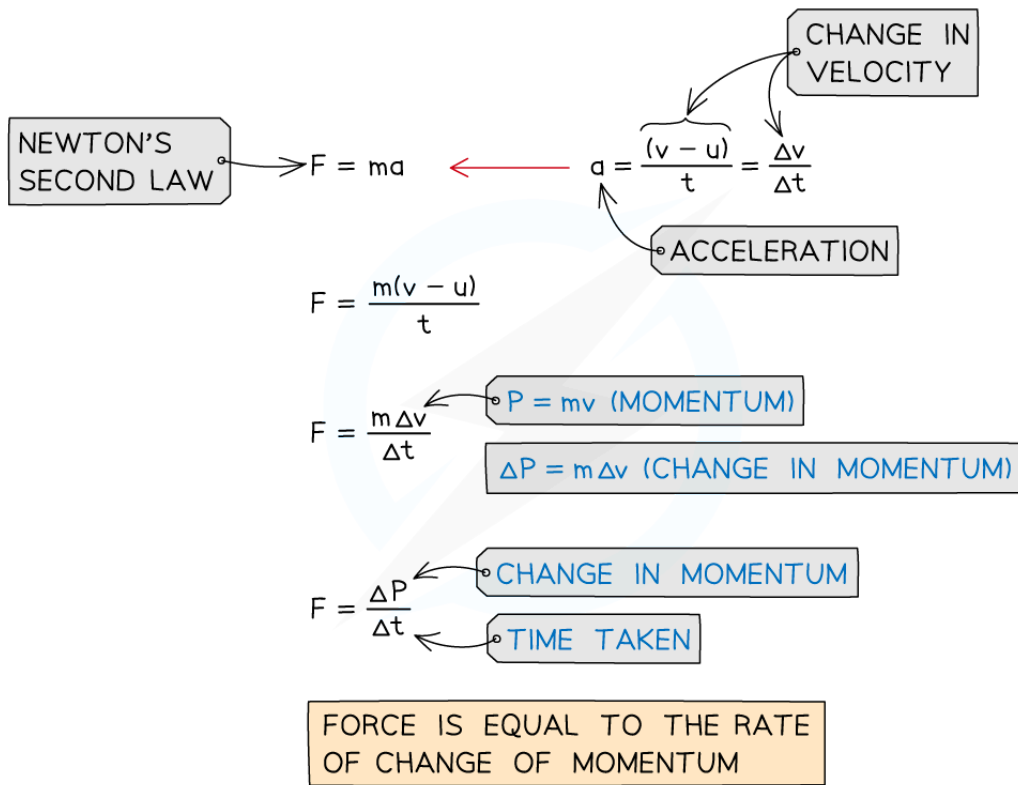 CHANGE IN
VELOCITY
NEWTON'S
SECOND LAW
F = ma
a = (v – u)/t = Δv/Δt
ACCELERATION
F = m(v – u)/t
F = mΔv/Δt
P = mv (MOMENTUM)
ΔP = mΔv (CHANGE IN MOMENTUM)
F = ΔP/Δt
CHANGE IN MOMENTUM
TIME TAKEN
FORCE IS EQUAL TO THE RATE
OF CHANGE OF MOMENTUM